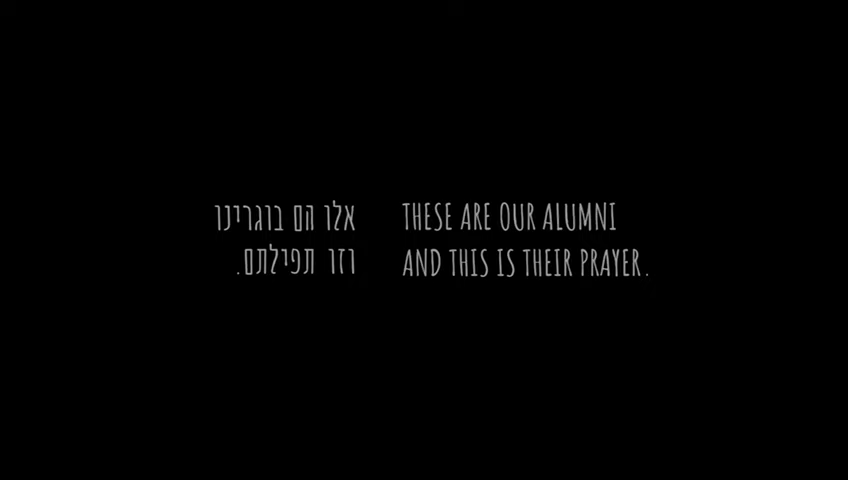 אלו הם בוגרינו
וזו תפילתם.
THESE ARE OUR ALUMNI
AND THIS IS THEIR PRAYER.